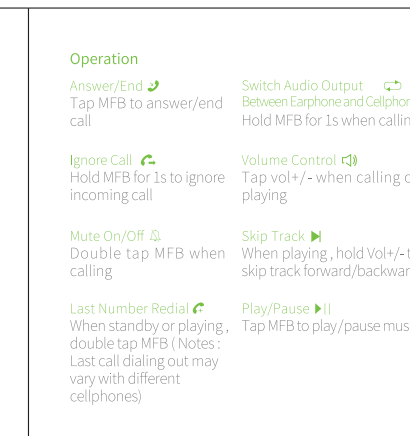 Operation
Answer/End
Tap MFB to answer/end
call
Switch Audio Output
Between Earphone and Cellphon
Hold MFB for 1s when callin
Ignore Call
Hold MFB for 1s to ignore
incoming call
Volume Control
Tap vol+/- when calling o
playing
Mute On/Off
Double tap MFB when
calling
Skip Track
When playing , hold Vol+/- t
skip track forward/backwar
Last Number Redial
When standby or playing ,
double tap MFB ( Notes :
Last call dialing out may
vary with different
cellphones)
Play/Pause
Tap MFB to play/pause mus